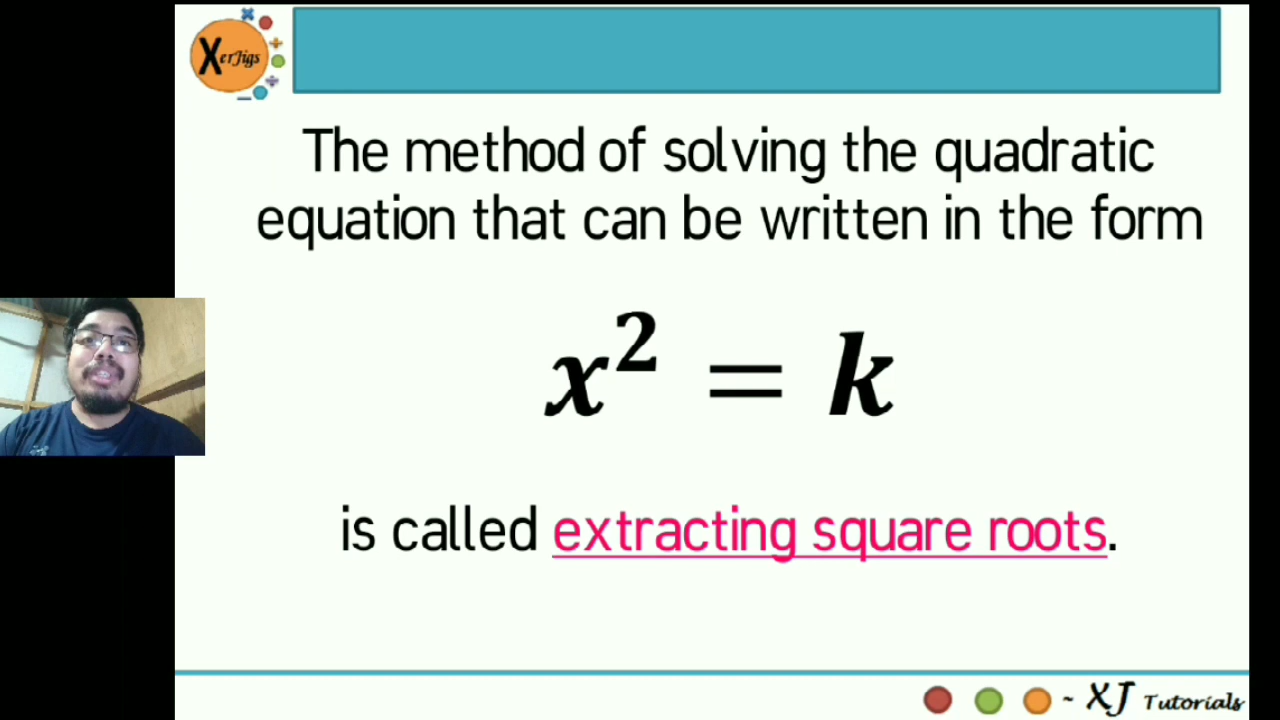 XerJigs
The method of solving the quadratic
equation that can be written in the form
x² = k
is called extracting square roots.
~ XJ Tutorials